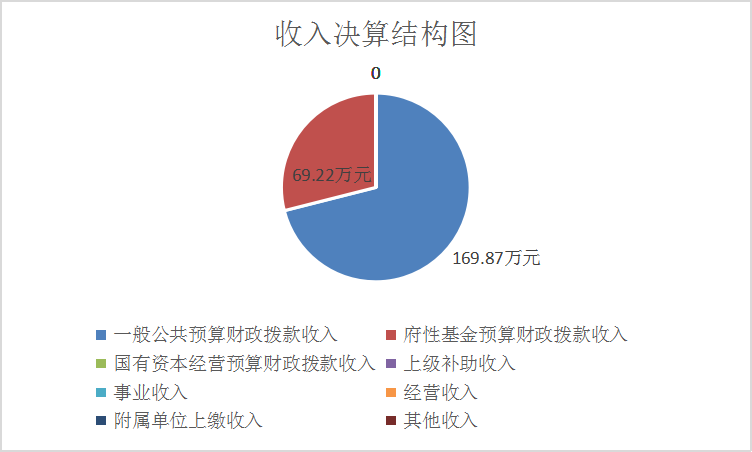 收入决算结构图
0
69.22万元
169.87万元
一般公共预算财政拨款收入
府性基金预算财政拨款收入
国有资本经营预算财政拨款收入
上级补助收入
事业收入
经营收入
附属单位上缴收入
其他收入